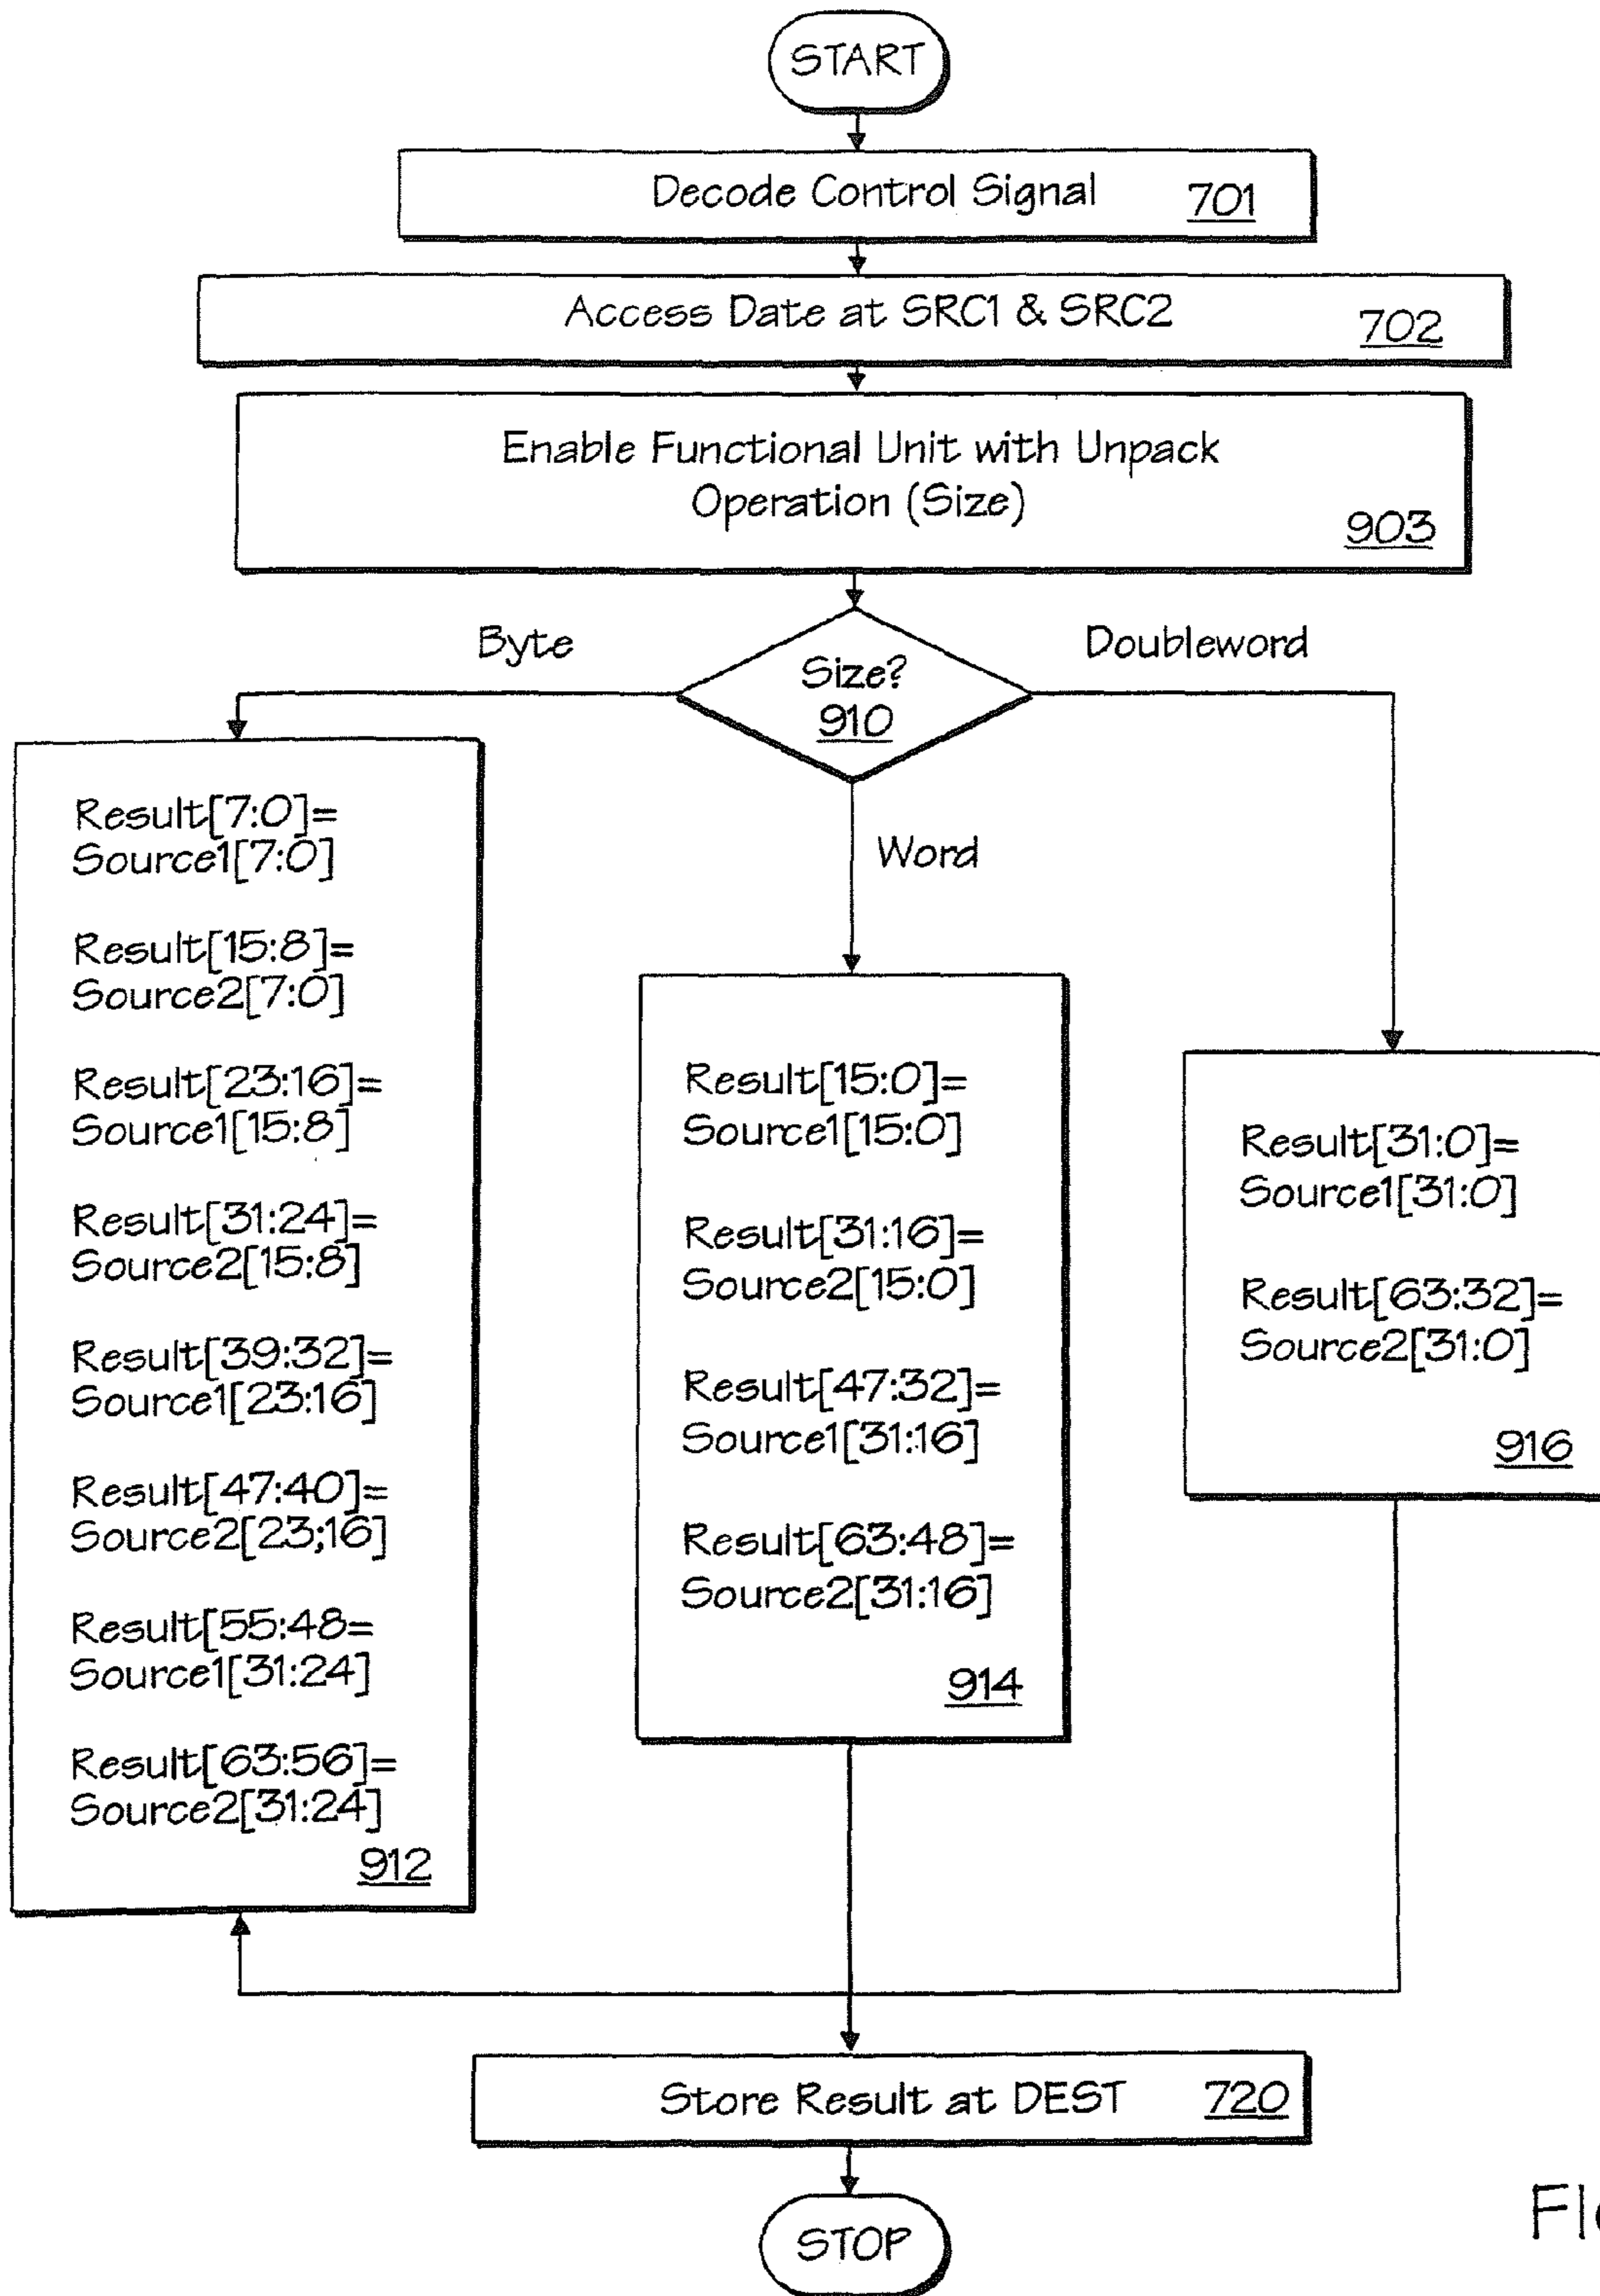 START
Decode Control Signal 701
Access Date at SRC1 & SRC2 702
Enable Functional Unit with Unpack
Operation (Size)
903
Byte
Size?
910
Doubleword
Word
Result[7:0]=
Source1[7:0]
Result[15:8]=
Source2[7:0]
Result[23:16]=
Source1[15:8]
Result[31:24]=
Source2[15:8]
Result[39:32]=
Source1[23:16]
Result[47:40]=
Source2[23;16]
Result[55:48=
Source1[31:24]
Result[63:56]=
Source2[31:24]
912
Result[15:0]=
Source1[15:0]
Result[31:16]=
Source2[15:0]
Result[47:32]=
Source1[31:16]
Result[63:48]=
Source2[31:16]
914
Result[31:0]=
Source1[31:0]
Result[63:32]=
Source2[31:0]
916
Store Result at DEST 720
STOP